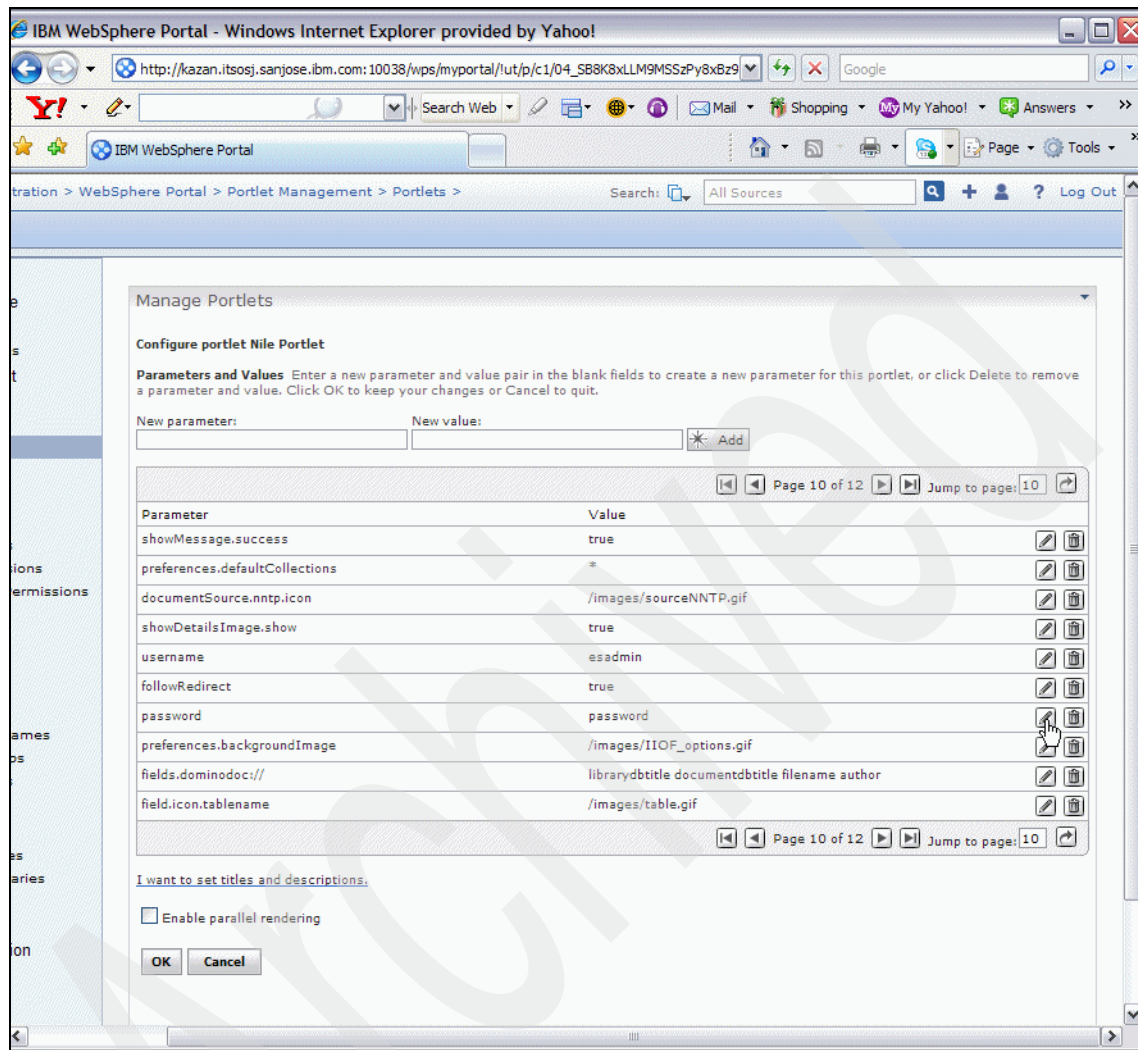 IBM WebSphere Portal - Windows Internet Explorer provided by Yahoo!
http://kazan.itsosj.sanjose.ibm.com:10038/wps/myportal/!ut/p/c1/04_SB8K8xLLM9MSSzPy8xBz9 Google
Y! Search Web Mail Shopping My Yahoo! Answers >>
IBM WebSphere Portal Page Tools
tration > WebSphere Portal > Portlet Management > Portlets > Search: All Sources ? Log Out
e
Manage Portlets
s
Configure portlet Nile Portlet
t
Parameters and Values Enter a new parameter and value pair in the blank fields to create a new parameter for this portlet, or click Delete to remove
a parameter and value. Click OK to keep your changes or Cancel to quit.
New parameter: New value:
Add
Page 10 of 12 Jump to page: 10
Parameter Value
showMessage.success true
preferences.defaultCollections *
ions
documentSource.nntp.icon /images/sourceNNTP.gif
ermissions
showDetailsImage.show true
username esadmin
followRedirect true
password password
ames
preferences.backgroundImage /images/IIOF_options.gif
os
fields.dominodoc:// librarydbtitle documentdbtitle filename author
field.icon.tablename /images/table.gif
Page 10 of 12 Jump to page: 10
es
aries
I want to set titles and descriptions.
Enable parallel rendering
ion
OK Cancel
Archived